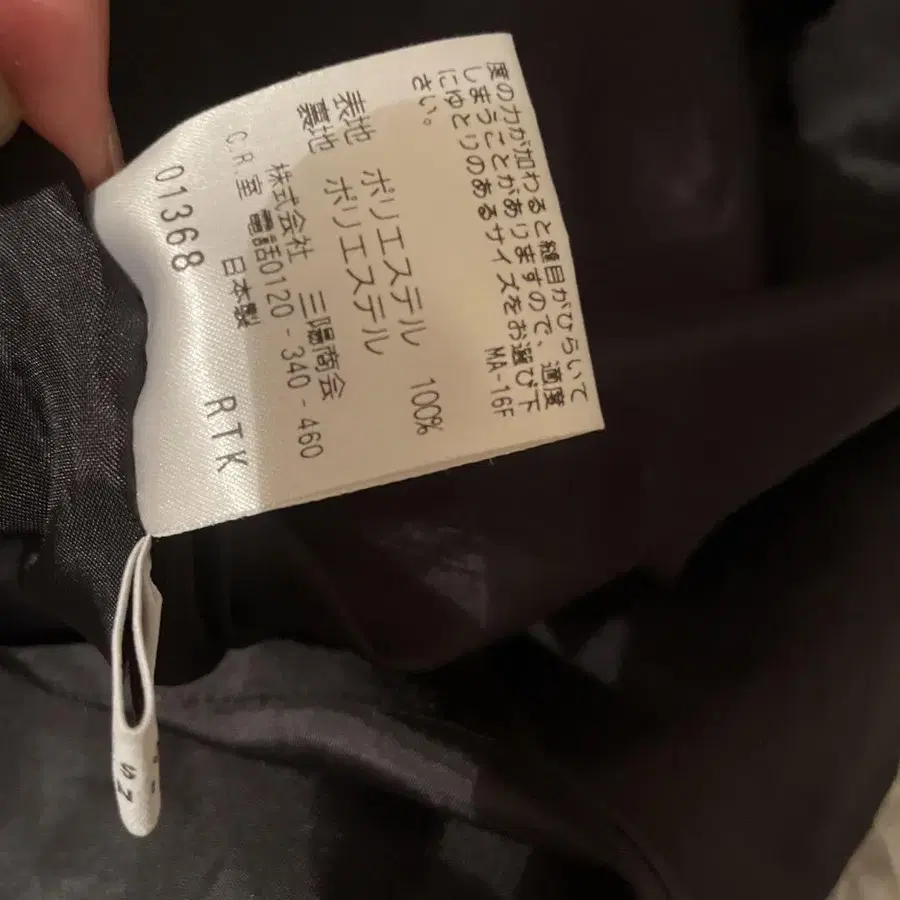 度の力が加わると縫目がひらいて
しまうことがありますので、適度
にゆとりのあるサイズをお選び下
さい。
MA-16F
表地 ポリエステル 100%
裏地 ポリエステル
株式会社 三陽商会
C.R.室 電話0120-340-460
日本製
01368 RTK